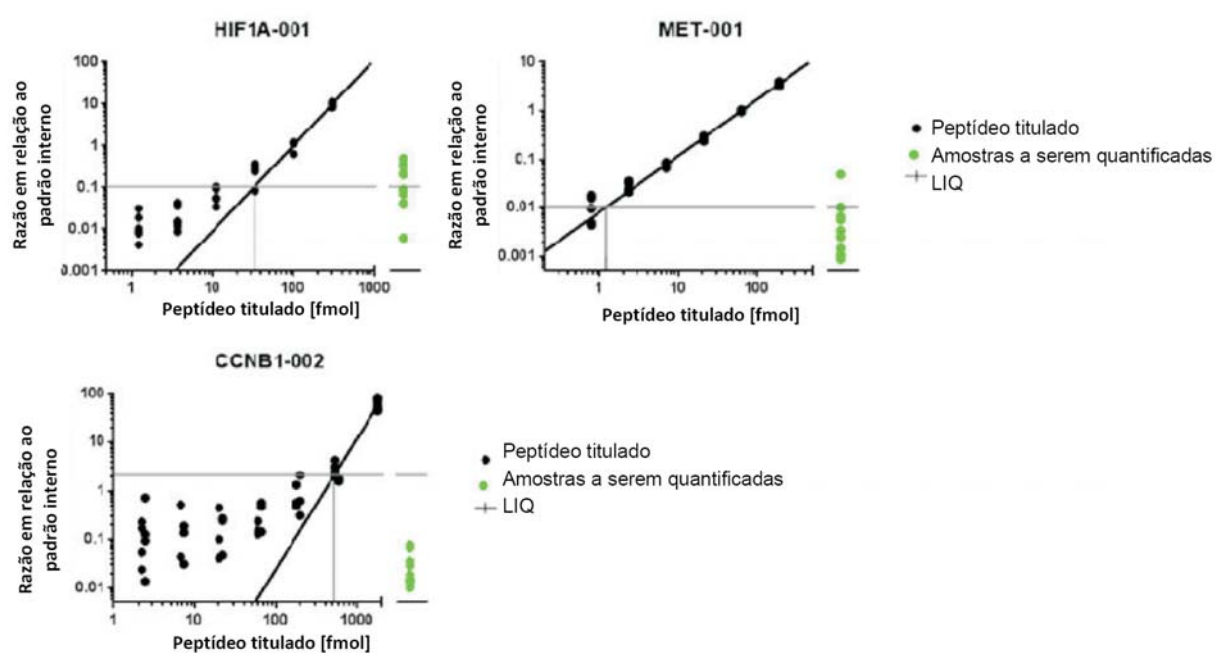 HIF1A-001
Razão em relação ao
padrão interno
100
10
1
0.1
0.01
0.001
1
10
100
1000
Peptídeo titulado [fmol]
MET-001
Razão em relação ao
padrão interno
10
1
0.1
0.01
0.001
1
10
100
Peptídeo titulado [fmol]
Peptídeo titulado
Amostras a serem quantificadas
LIQ
CCNB1-002
Razão em relação ao
padrão interno
100
10
1
0.1
0.01
1
10
100
1000
Peptídeo titulado [fmol]
Peptídeo titulado
Amostras a serem quantificadas
LIQ